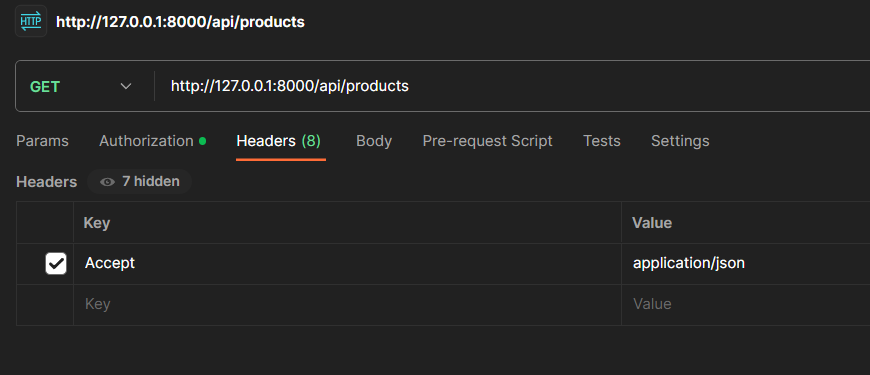 HTTP http://127.0.0.1:8000/api/products
GET http://127.0.0.1:8000/api/products
Params Authorization Headers (8) Body Pre-request Script Tests Settings
Headers 7 hidden
Key Value
Accept application/json
Key Value